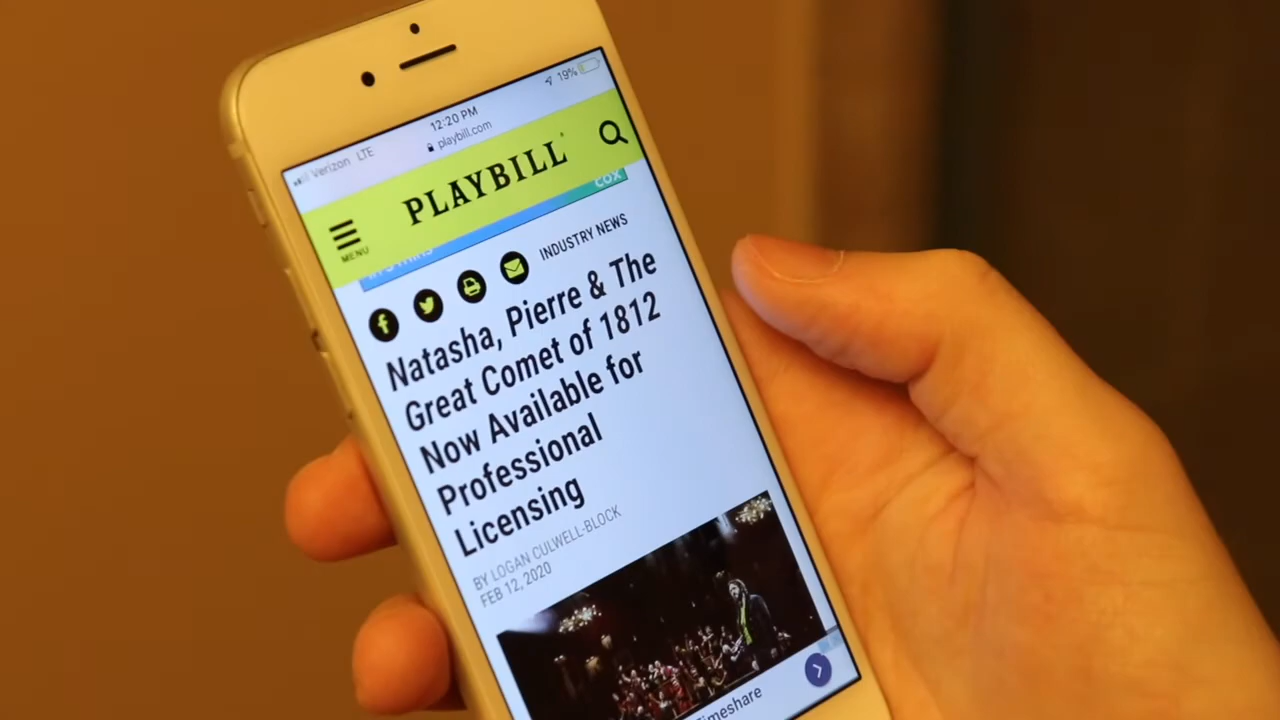 Verizon LTE
12:20 PM
19%
playbill.com
MENU
PLAYBILL
COX
INDUSTRY NEWS
Natasha, Pierre & The
Great Comet of 1812
Now Available for
Professional
Licensing
BY LOGAN CULWELL-BLOCK
FEB 12, 2020